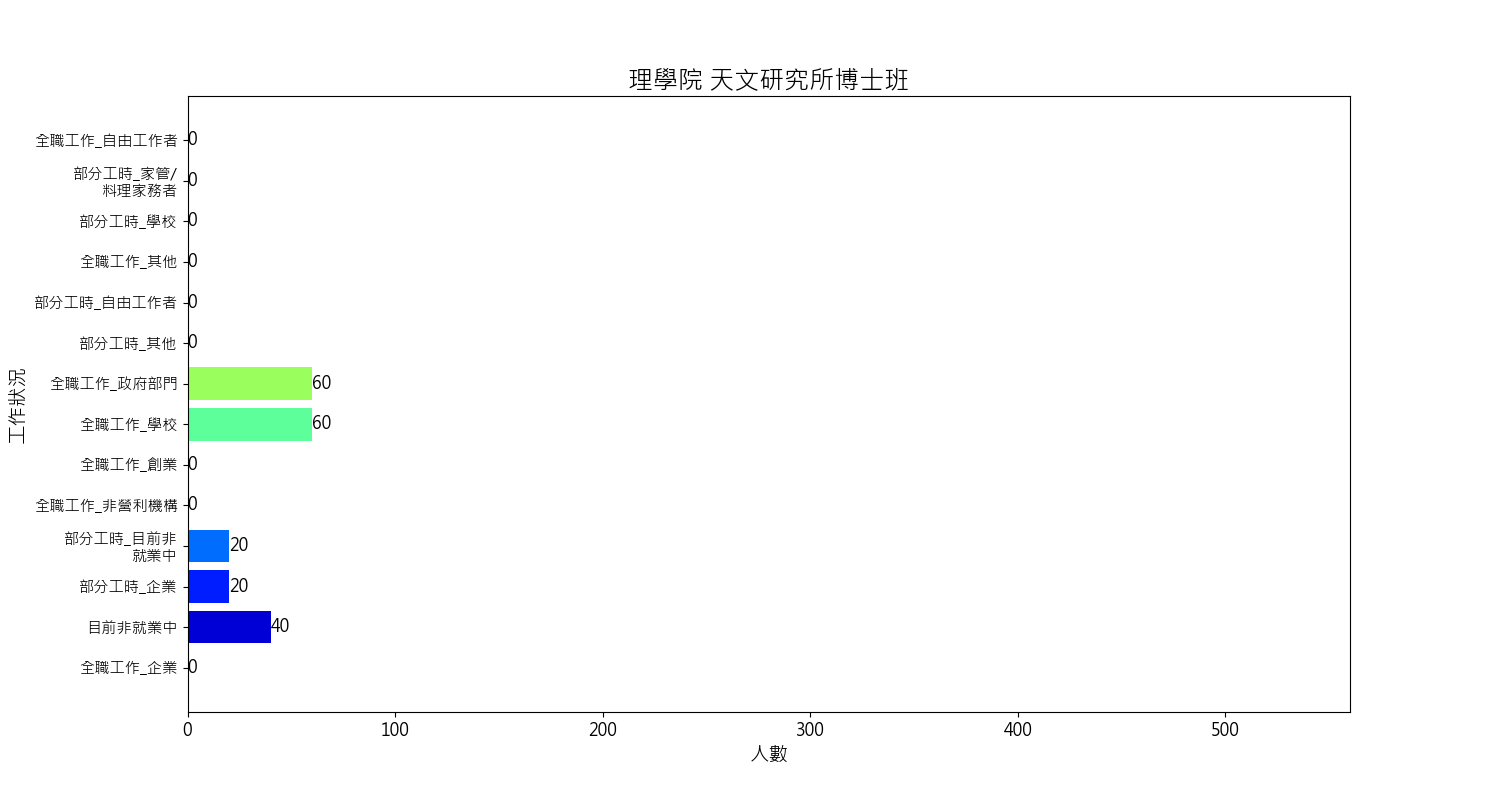 理學院 天文研究所博士班
工作狀況
全職工作_自由工作者
0
部分工時_家管/
料理家務者
0
部分工時_學校
0
全職工作_其他
0
部分工時_自由工作者
0
部分工時_其他
0
全職工作_政府部門
60
全職工作_學校
60
全職工作_創業
0
全職工作_非營利機構
0
部分工時_目前非
就業中
20
部分工時_企業
20
目前非就業中
40
全職工作_企業
0
0 100 200 300 400 500
人數